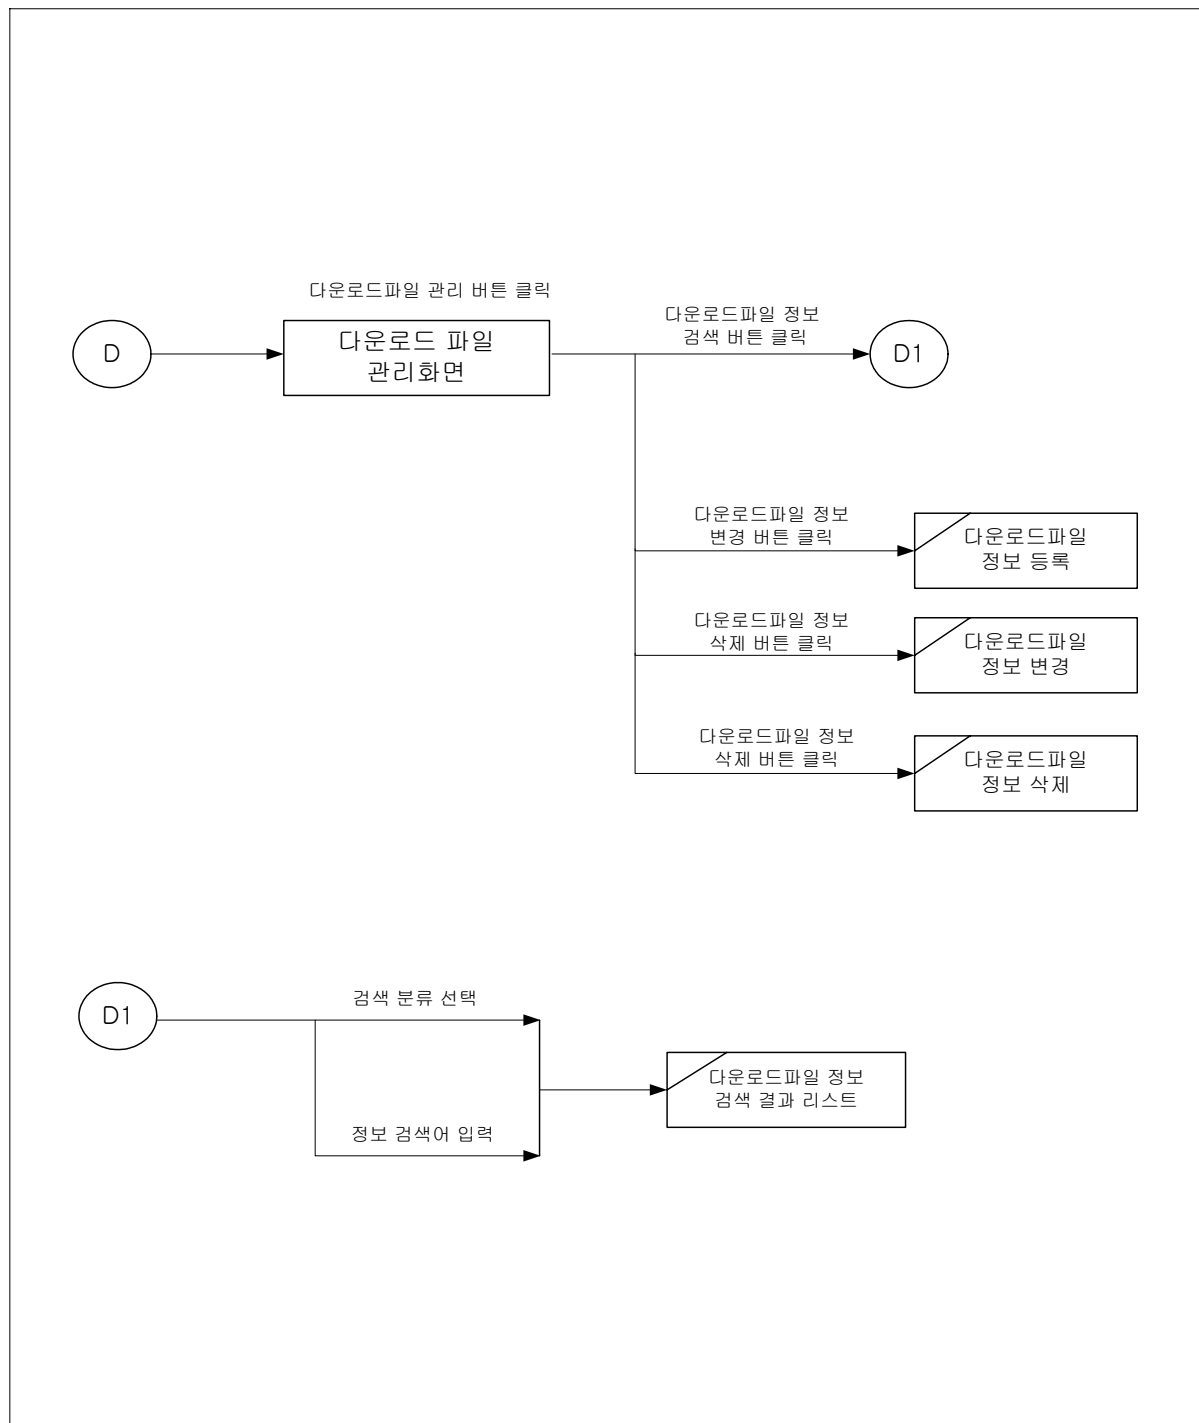 다운로드파일 관리 버튼 클릭
다운로드파일 정보
검색 버튼 클릭
D
다운로드 파일
관리화면
D1
다운로드파일 정보
변경 버튼 클릭
다운로드파일
정보 등록
다운로드파일 정보
삭제 버튼 클릭
다운로드파일
정보 변경
다운로드파일 정보
삭제 버튼 클릭
다운로드파일
정보 삭제
D1
검색 분류 선택
다운로드파일 정보
검색 결과 리스트
정보 검색어 입력